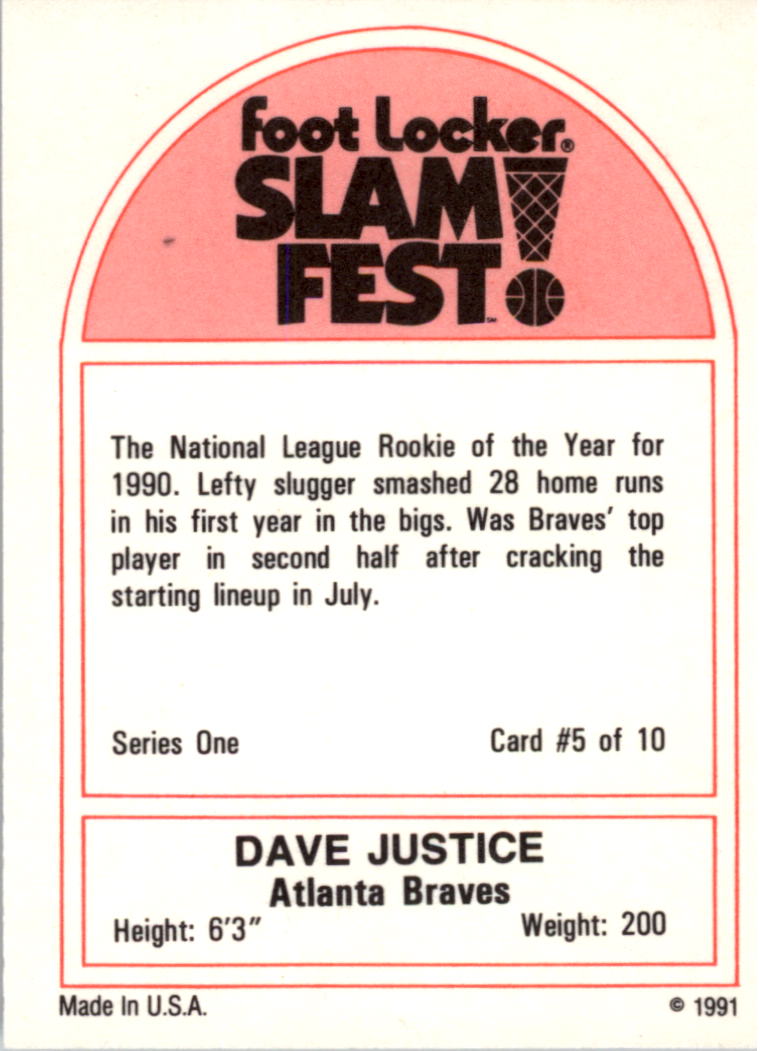 foot Locker®
SLAM
FEST℠
The National League Rookie of the Year for
1990. Lefty slugger smashed 28 home runs
in his first year in the bigs. Was Braves' top
player in second half after cracking the
starting lineup in July.
Series One Card #5 of 10
DAVE JUSTICE
Atlanta Braves
Height: 6'3" Weight: 200
Made In U.S.A. © 1991